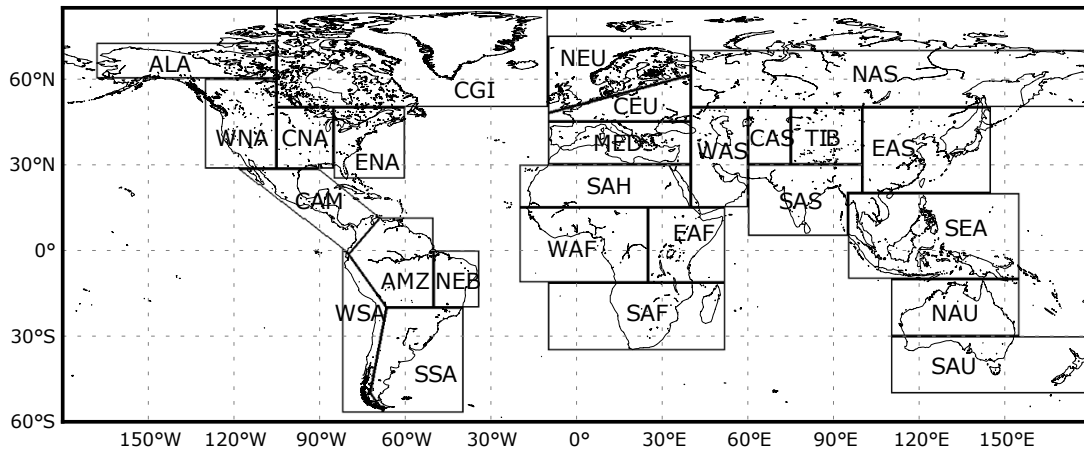 NEU
ALA
NAS
60°N
CGI
CEU
WNA
CNA
MED
WAS
CAS
TIB
EAS
30°N
ENA
SAH
CAM
SAS
EAF
SEA
WAF
0°
AMZ
NEB
WSA
SAF
NAU
30°S
SSA
SAU
60°S
150°W 120°W 90°W 60°W 30°W 0° 30°E 60°E 90°E 120°E 150°E